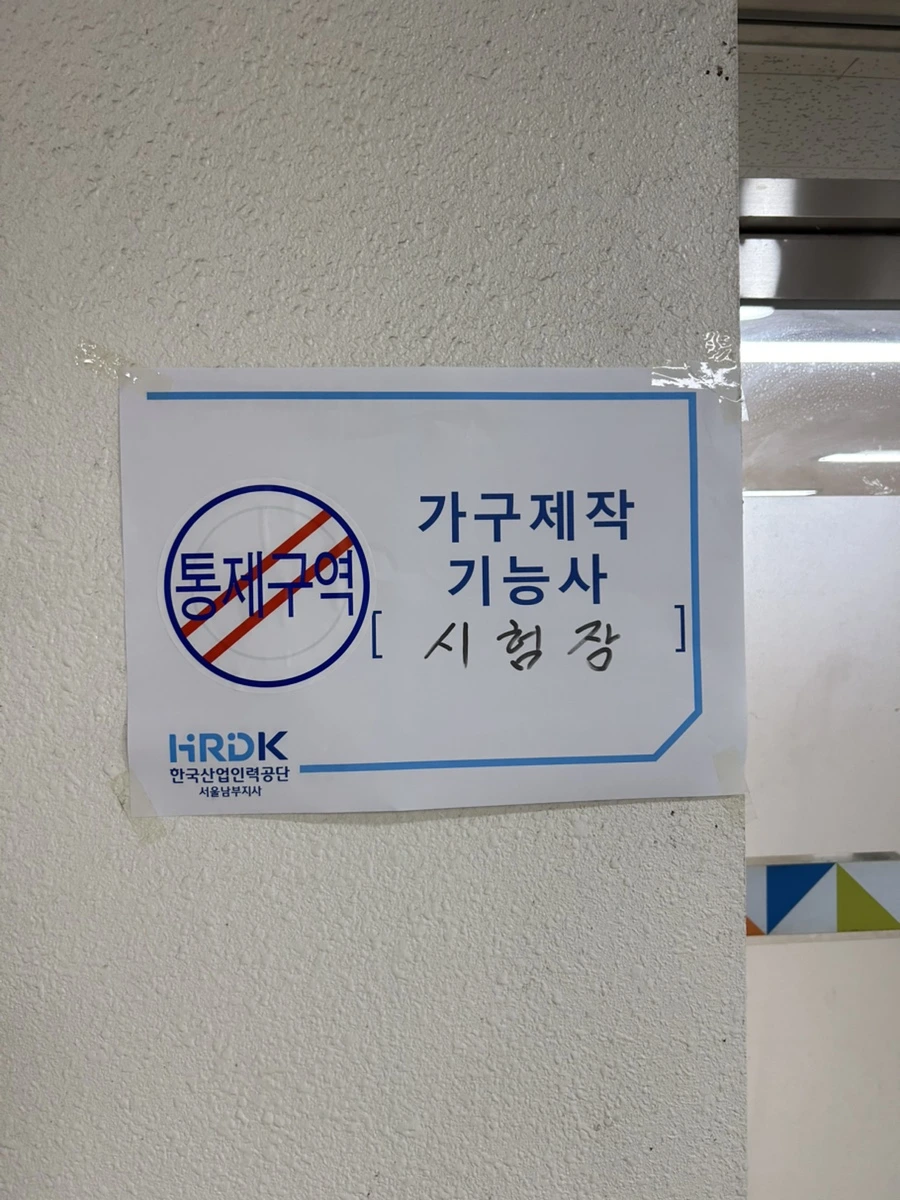 통제구역
가구제작
기능사
[ 시험장 ]
HRDK
한국산업인력공단
서울남부지사